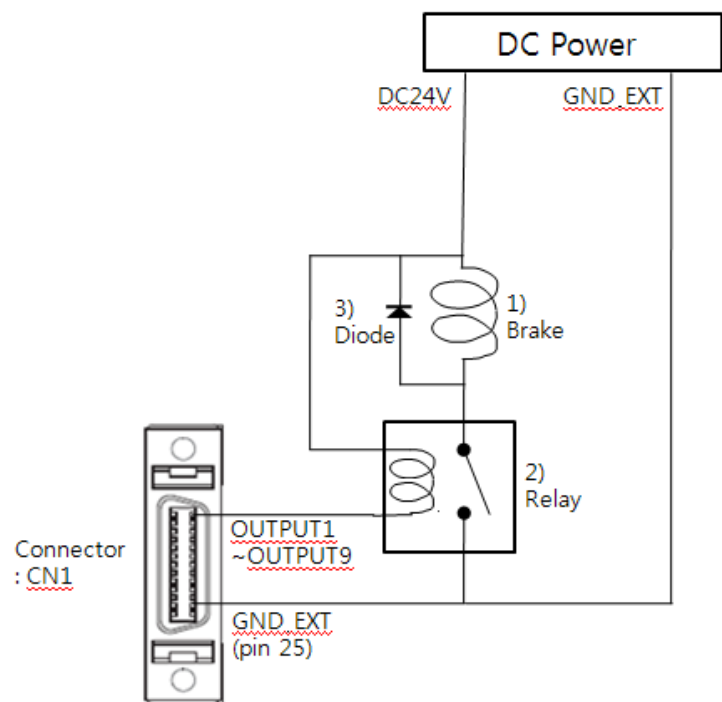 DC Power
DC24V
GND_EXT
3)
Diode
1)
Brake
2)
Relay
OUTPUT1
~OUTPUT9
Connector
: CN1
GND_EXT
(pin 25)